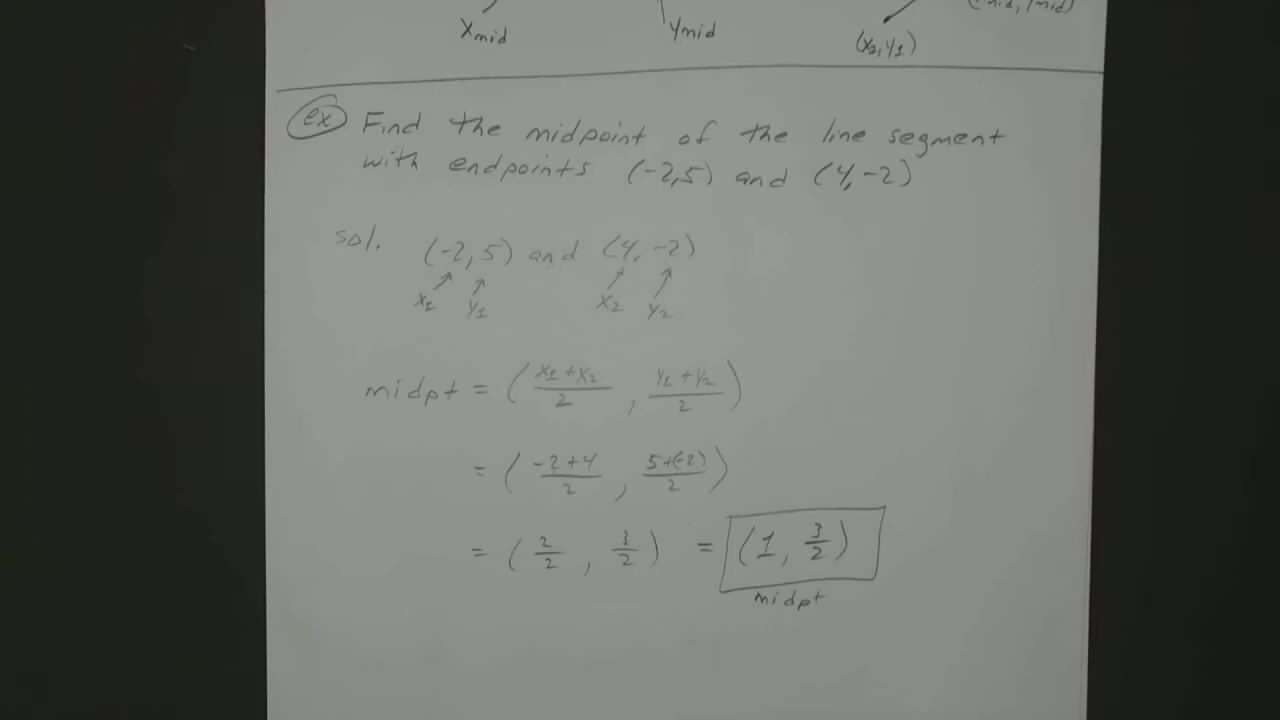 Xmid Ymid
(x2, y1)
ex Find the midpoint of the line segment
with endpoints (-2,5) and (4,-2)
sol. (-2,5) and (4,-2)
x1 y1 x2 y2
midpt = ( x1+x2 / 2 , y1+y2 / 2 )
= ( -2+4 / 2 , 5+(-2) / 2 )
= ( 2/2 , 3/2 ) = (1, 3/2)
midpt